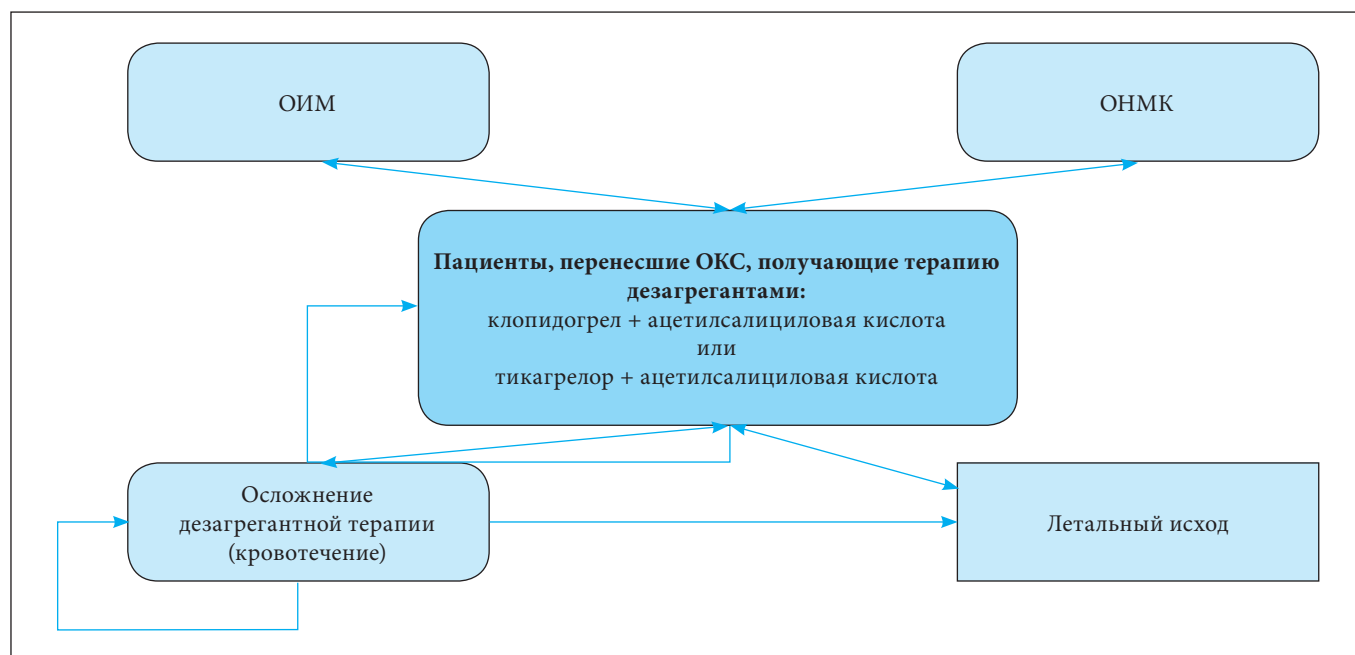 ОИМ
ОНМК
Пациенты, перенесшие ОКС, получающие терапию
дезагрегантами:
клопидогрел + ацетилсалициловая кислота
или
тикагрелор + ацетилсалициловая кислота
Осложнение
дезагрегантной терапии
(кровотечение)
Летальный исход